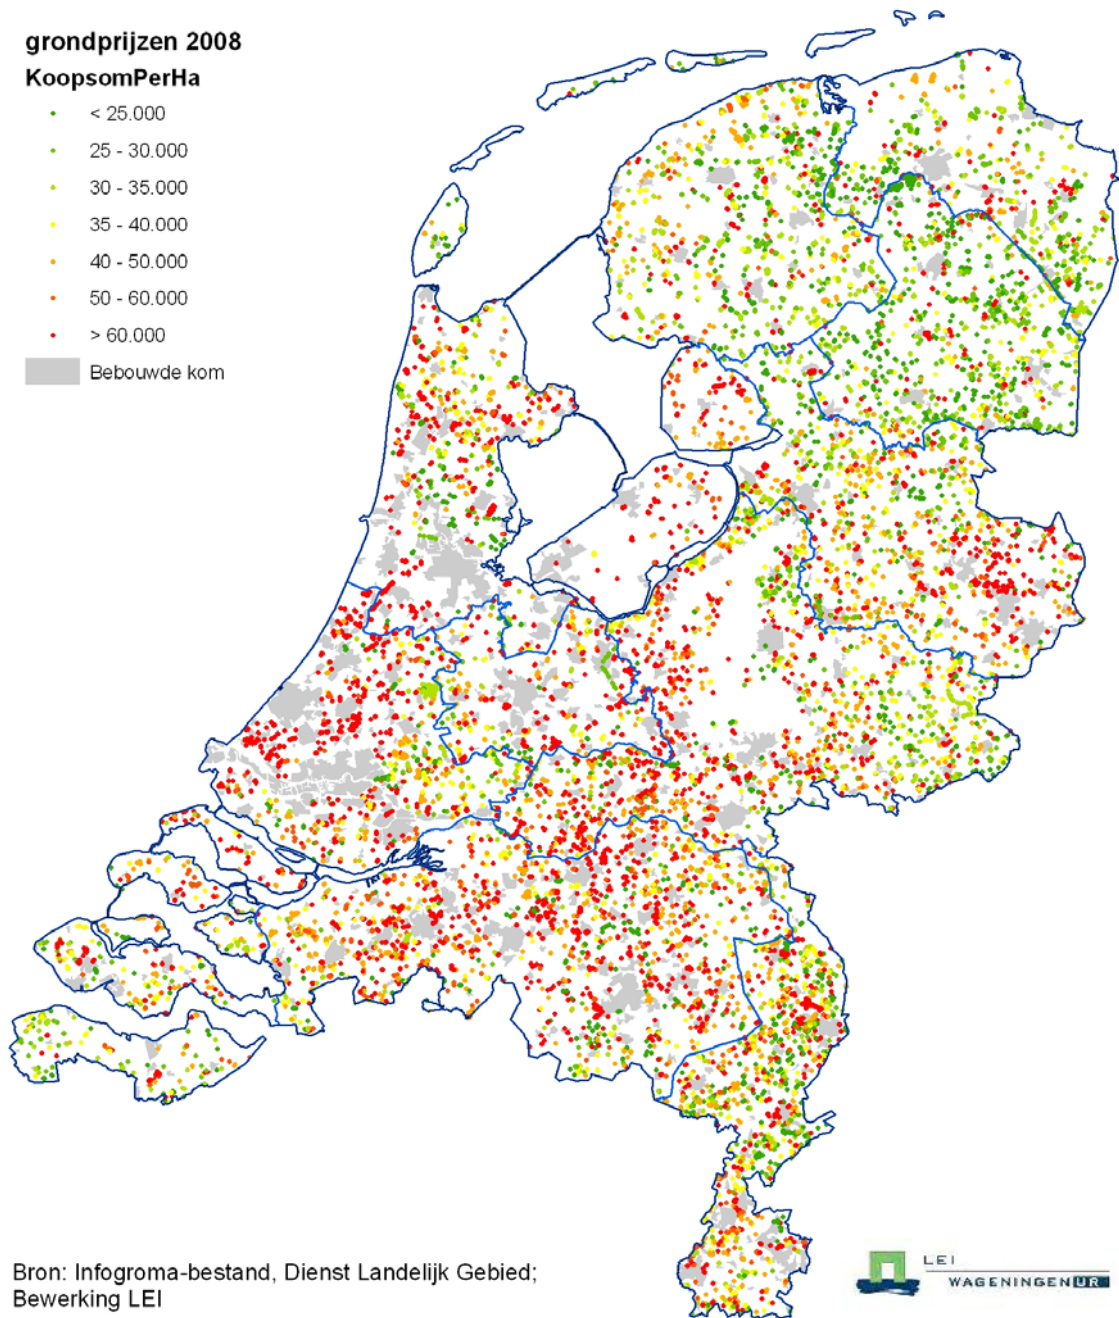 grondprijzen 2008
KoopsomPerHa
< 25.000
25 - 30.000
30 - 35.000
35 - 40.000
40 - 50.000
50 - 60.000
> 60.000
Bebouwde kom
Bron: Infogroma-bestand, Dienst Landelijk Gebied;
Bewerking LEI
LEI
WAGENINGEN UR